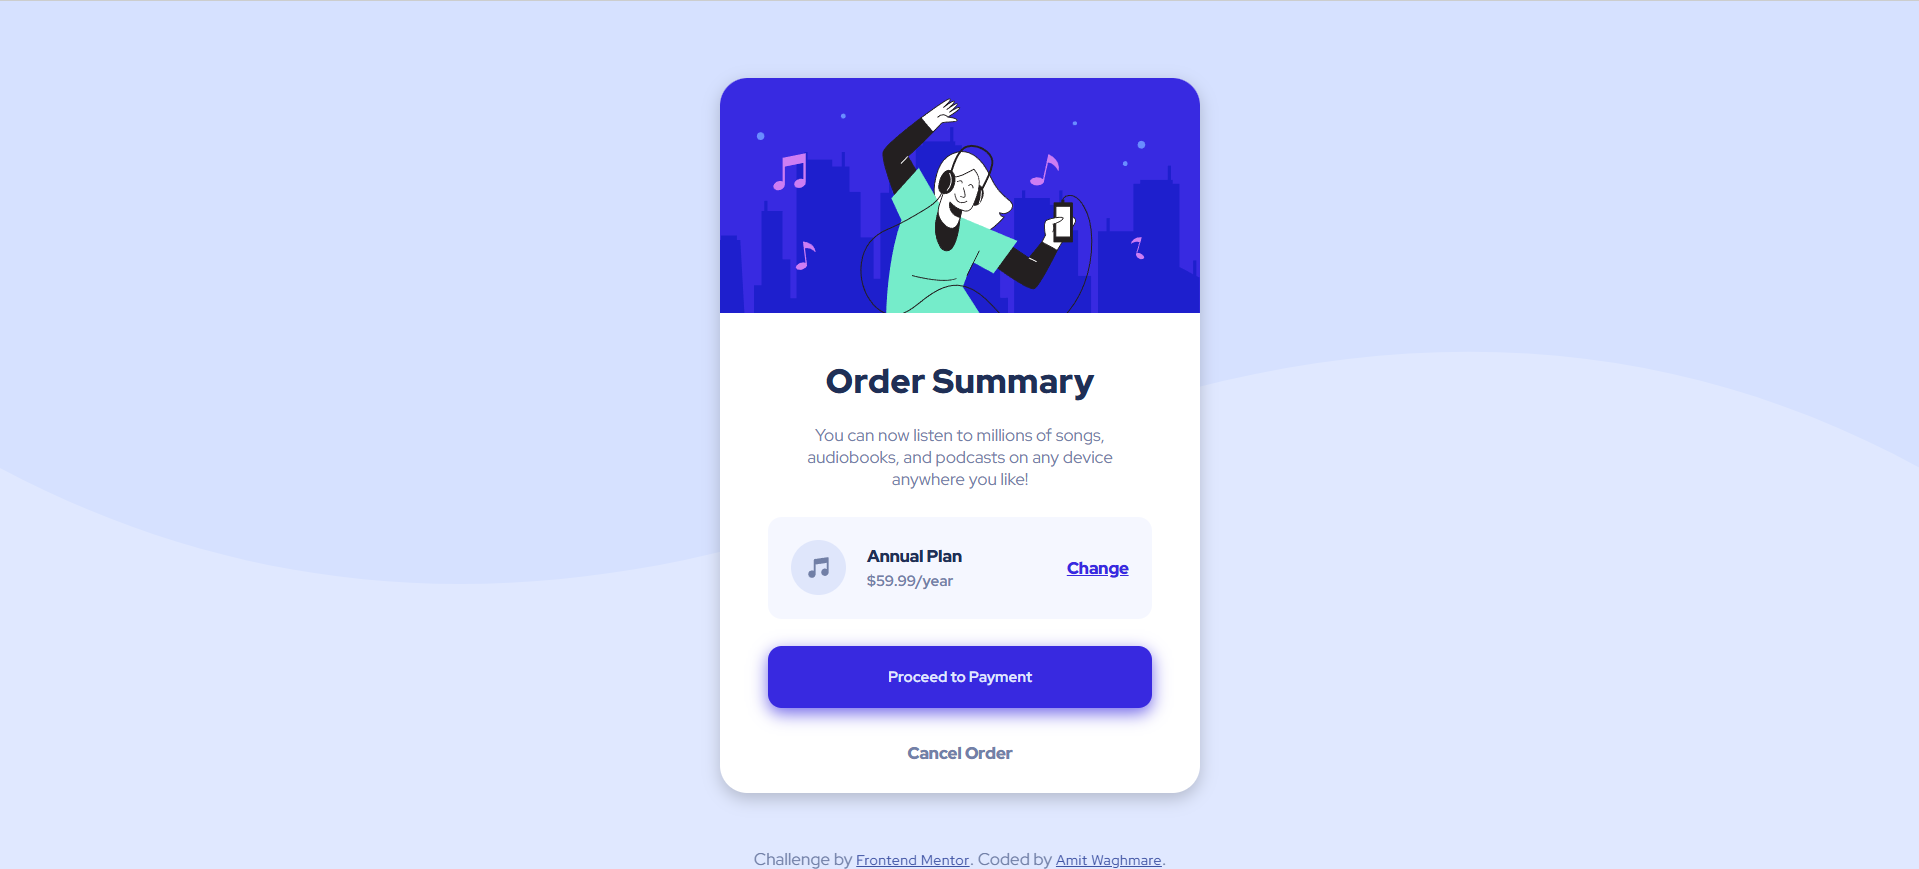 Order Summary
You can now listen to millions of songs,
audiobooks, and podcasts on any device
anywhere you like!
Annual Plan
$59.99/year
Change
Proceed to Payment
Cancel Order
Challenge by Frontend Mentor. Coded by Amit Waghmare.